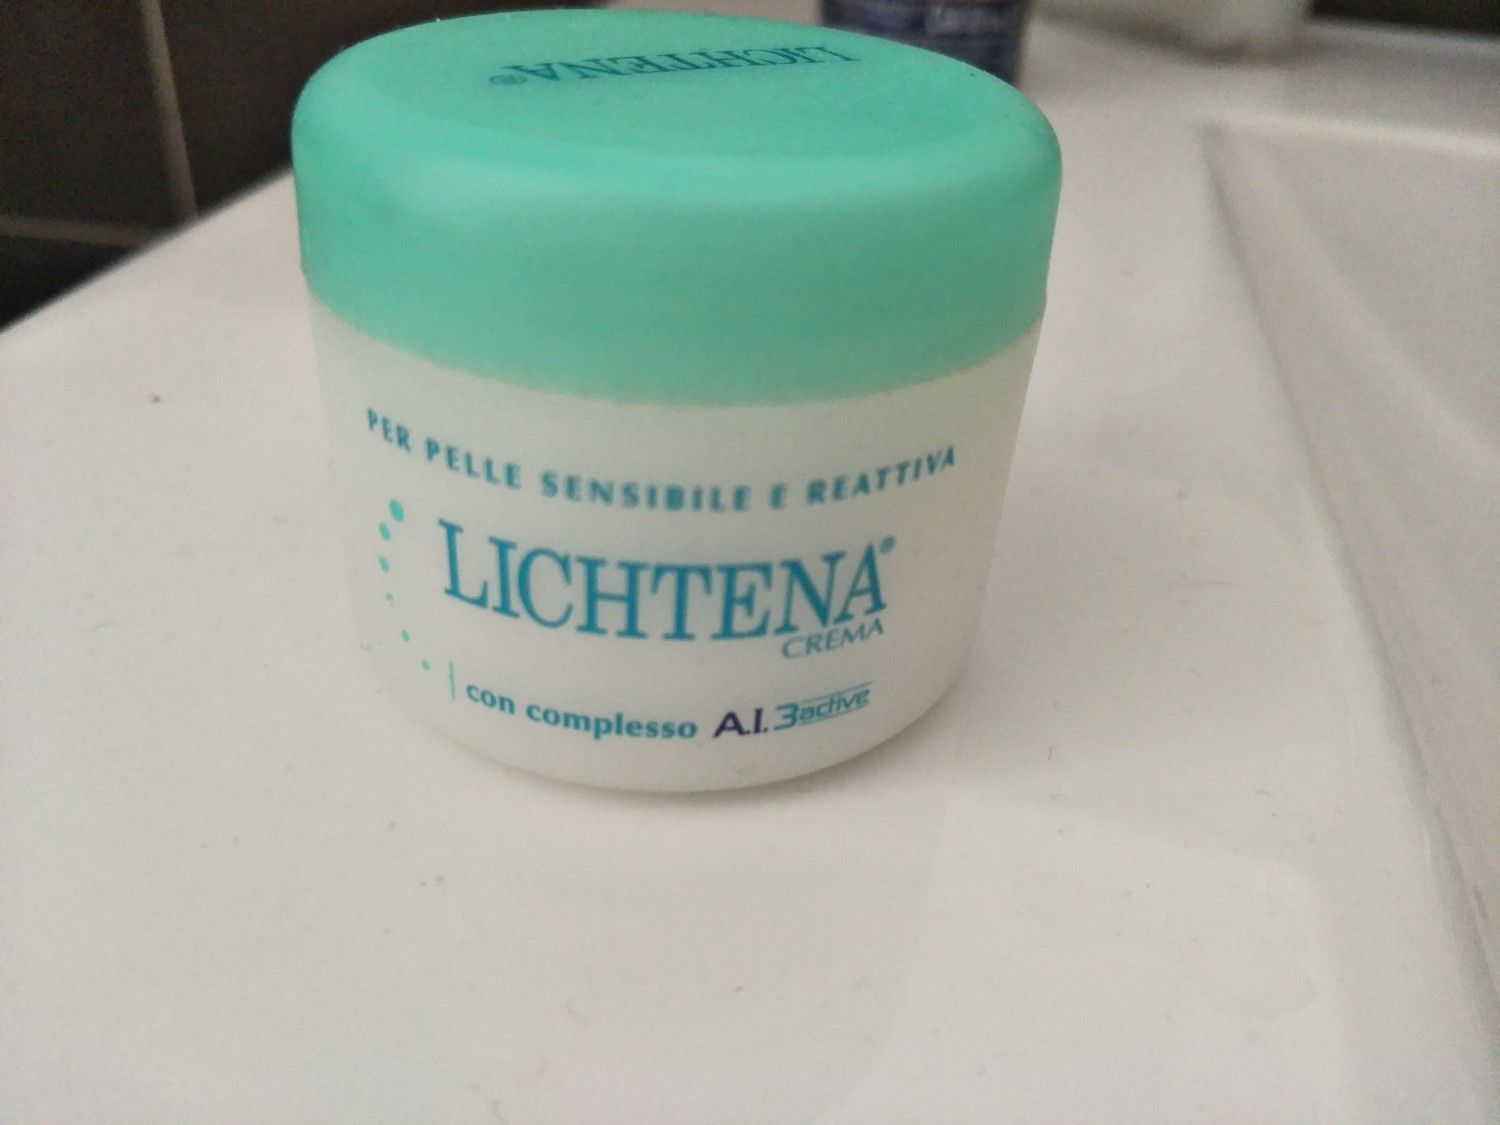 LICHTENA®
PER PELLE SENSIBILE E REATTIVA
LICHTENA®
CREMA
con complesso A.I. 3active